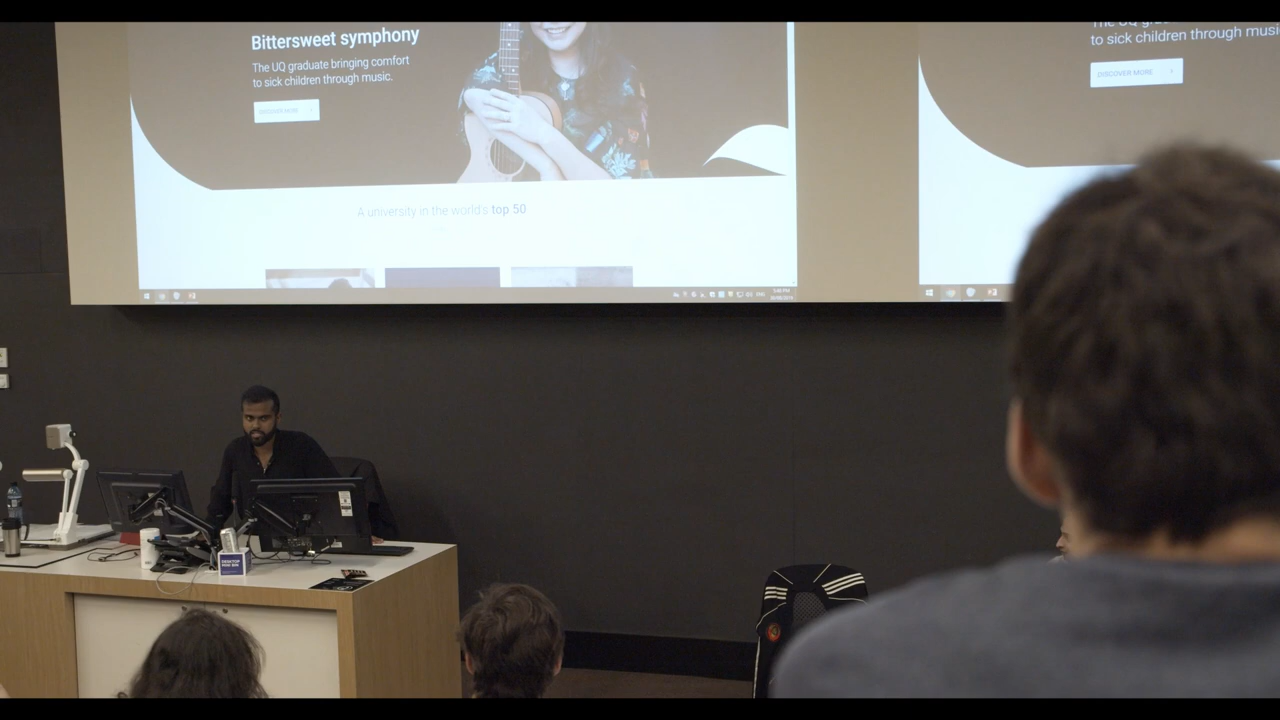 Bittersweet symphony
The UQ graduate bringing comfort
to sick children through music.
DISCOVER MORE
A university in the world's top 50
to sick children through music
DISCOVER MORE